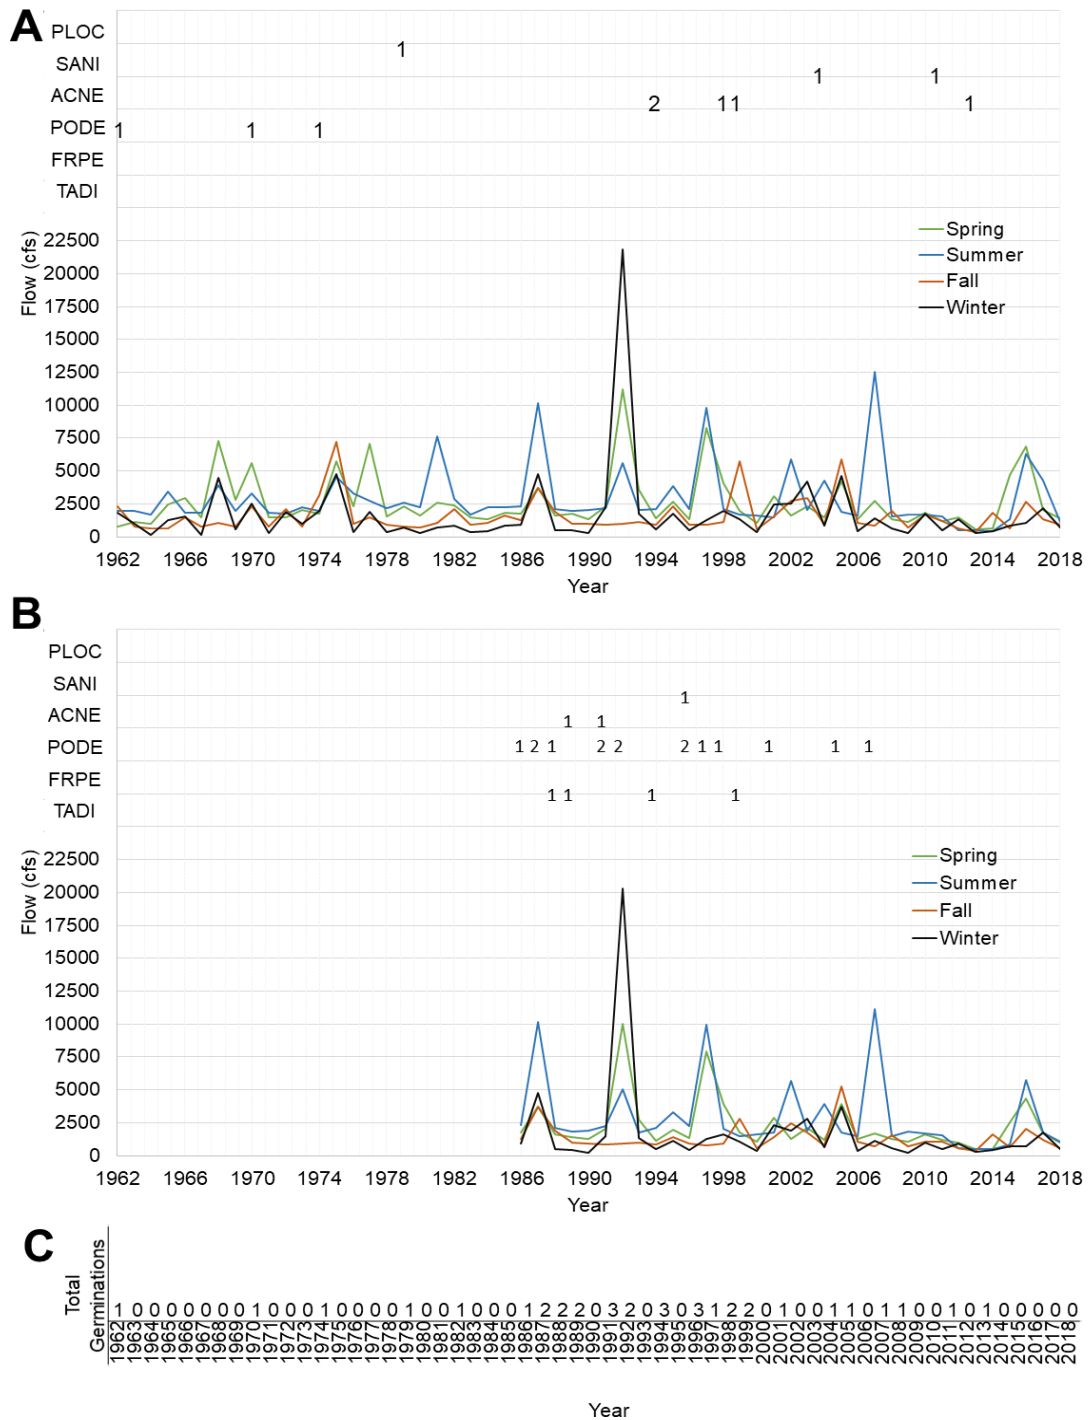 A
PLOC
1
SANI
1 1
ACNE
2 1 1 1
PODE
1 1 1
FRPE
TADI
Flow (cfs)
22500
20000
17500
15000
12500
10000
7500
5000
2500
0
Spring
Summer
Fall
Winter
1962 1966 1970 1974 1978 1982 1986 1990 1994 1998 2002 2006 2010 2014 2018
Year
B
PLOC
SANI
1
ACNE
1 1
PODE
1 2 1 2 2 2 1 1 1 1 1
FRPE
TADI
1 1 1 1
Flow (cfs)
22500
20000
17500
15000
12500
10000
7500
5000
2500
0
Spring
Summer
Fall
Winter
1962 1966 1970 1974 1978 1982 1986 1990 1994 1998 2002 2006 2010 2014 2018
Year
C
Total
Germinations
1 0 0 0 0 0 0 0 1 0 0 0 1 0 0 0 0 1 0 0 1 0 0 0 1 2 2 2 0 3 2 0 3 0 3 1 2 2 0 1 0 0 1 1 0 1 1 0 0 1 0 1 0 0 0 0 0
1962 1963 1964 1965 1966 1967 1968 1969 1970 1971 1972 1973 1974 1975 1976 1977 1978 1979 1980 1981 1982 1983 1984 1985 1986 1987 1988 1989 1990 1991 1992 1993 1994 1995 1996 1997 1998 1999 2000 2001 2002 2003 2004 2005 2006 2007 2008 2009 2010 2011 2012 2013 2014 2015 2016 2017 2018
Year